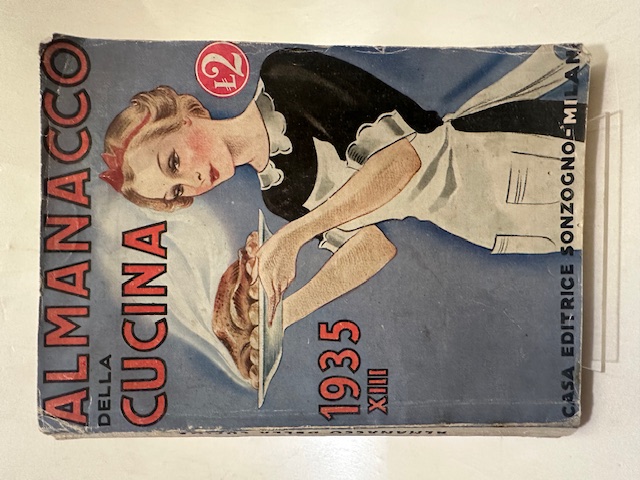 ALMANACCO
DELLA
CUCINA
₤2
1935
XIII
CASA EDITRICE SONZOGNO-MILANO